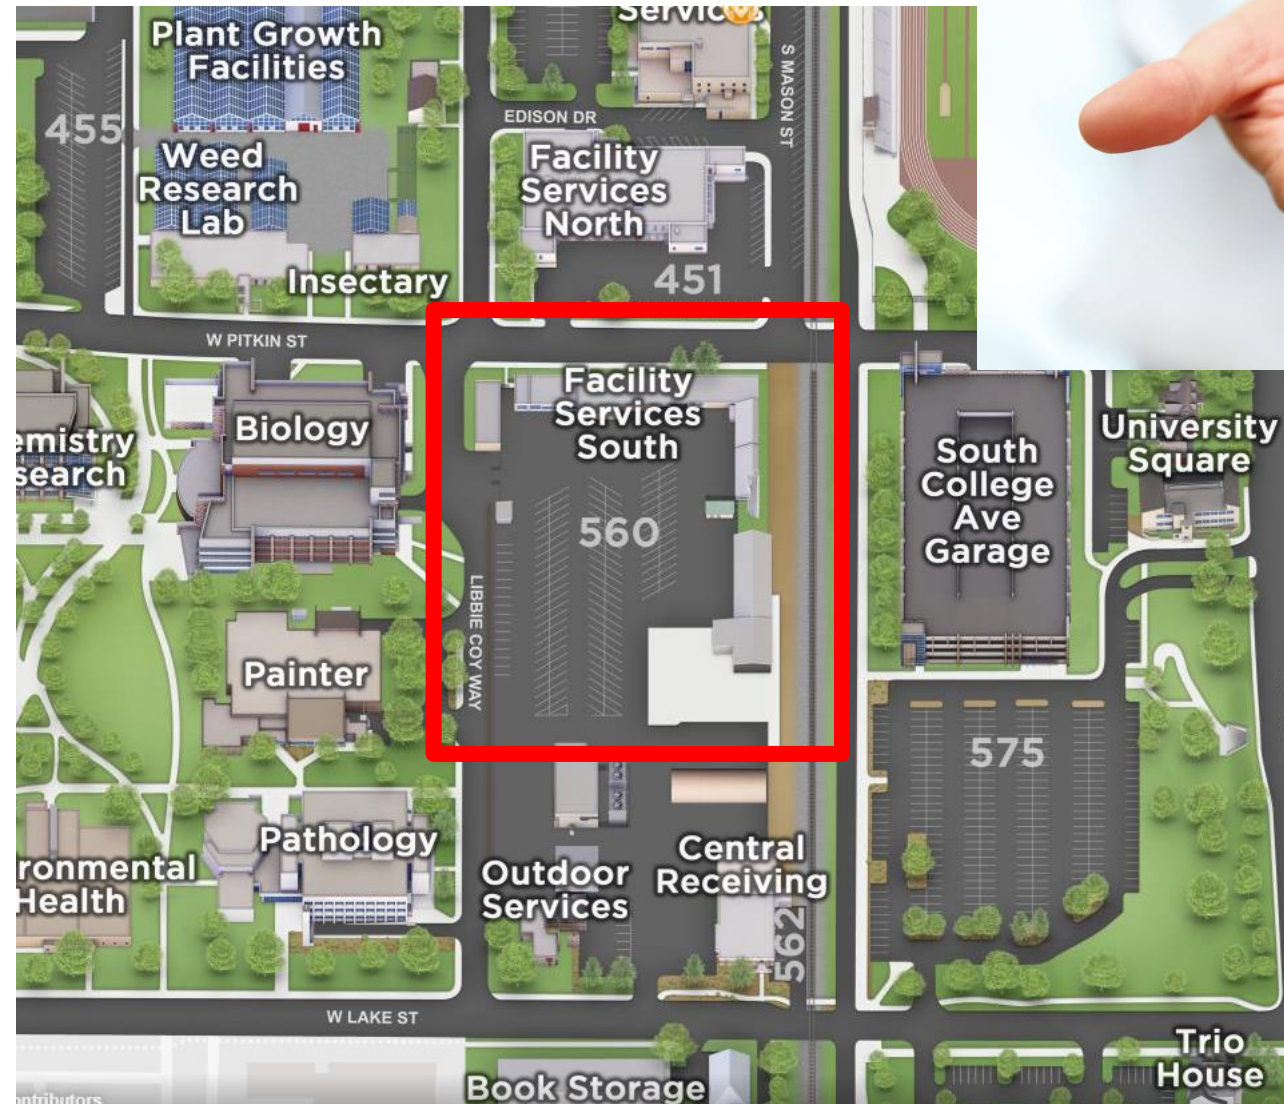 Services
Plant Growth
Facilities
S MASON ST
EDISON DR
455
Weed
Research
Lab
Facility
Services
North
Insectary
451
W PITKIN ST
Facility
Services
South
Biology
emistry
search
South
College
Ave
Garage
University
Square
560
LIBBIE COY WAY
Painter
575
Pathology
Central
Receiving
Outdoor
Services
ronmental
Health
562
W LAKE ST
Trio
House
Book Storage
ontributors